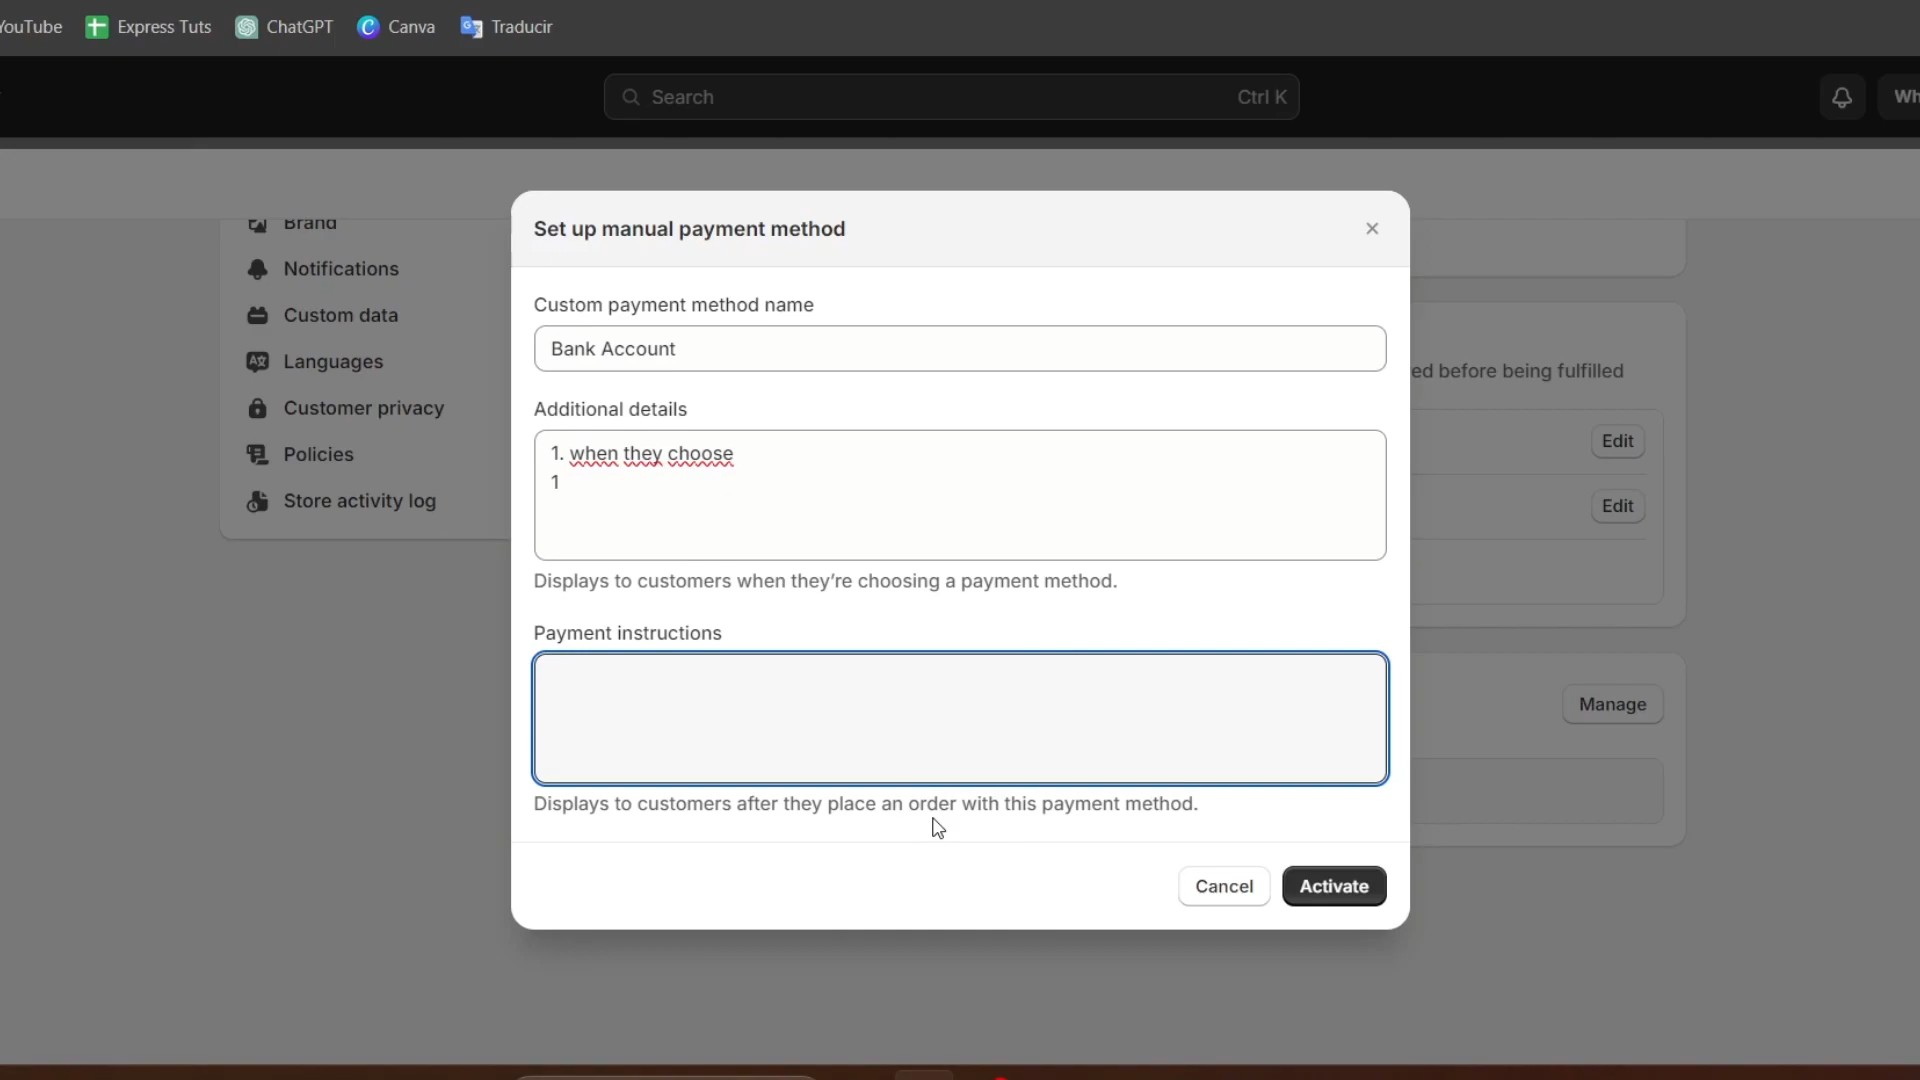 YouTube Express Tuts ChatGPT Canva Traducir
Search Ctrl K
Brand
Notifications
Custom data
Languages
Customer privacy
Policies
Store activity log
Set up manual payment method
Custom payment method name
Bank Account
Additional details
1. when they choose
1
Displays to customers when they’re choosing a payment method.
Payment instructions
Displays to customers after they place an order with this payment method.
Cancel Activate
before being fulfilled
Edit
Edit
Manage